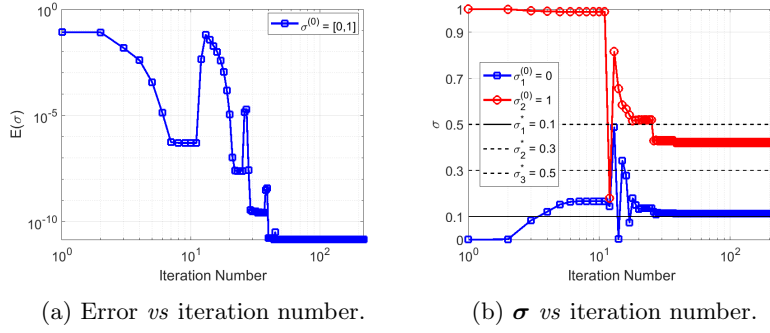 σ(0) = [0,1]
10^0
10^-5
10^-10
E(σ)
10^0
10^1
10^2
Iteration Number
(a) Error vs iteration number.
1
0.9
0.7
0.5
0.3
0.1
0
σ
σ_1^(0) = 0
σ_2^(0) = 1
σ_1^* = 0.1
σ_2^* = 0.3
σ_3^* = 0.5
10^0
10^1
10^2
Iteration Number
(b) σ vs iteration number.